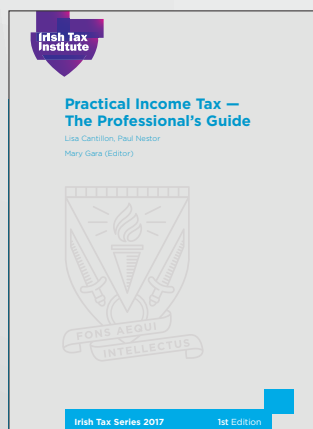 Irish Tax
Institute
Practical Income Tax —
The Professional's Guide
Lisa Cantillon, Paul Nestor
Mary Gara (Editor)
FONS AEQUI
INTELLECTUS
Irish Tax Series 2017 1st Edition